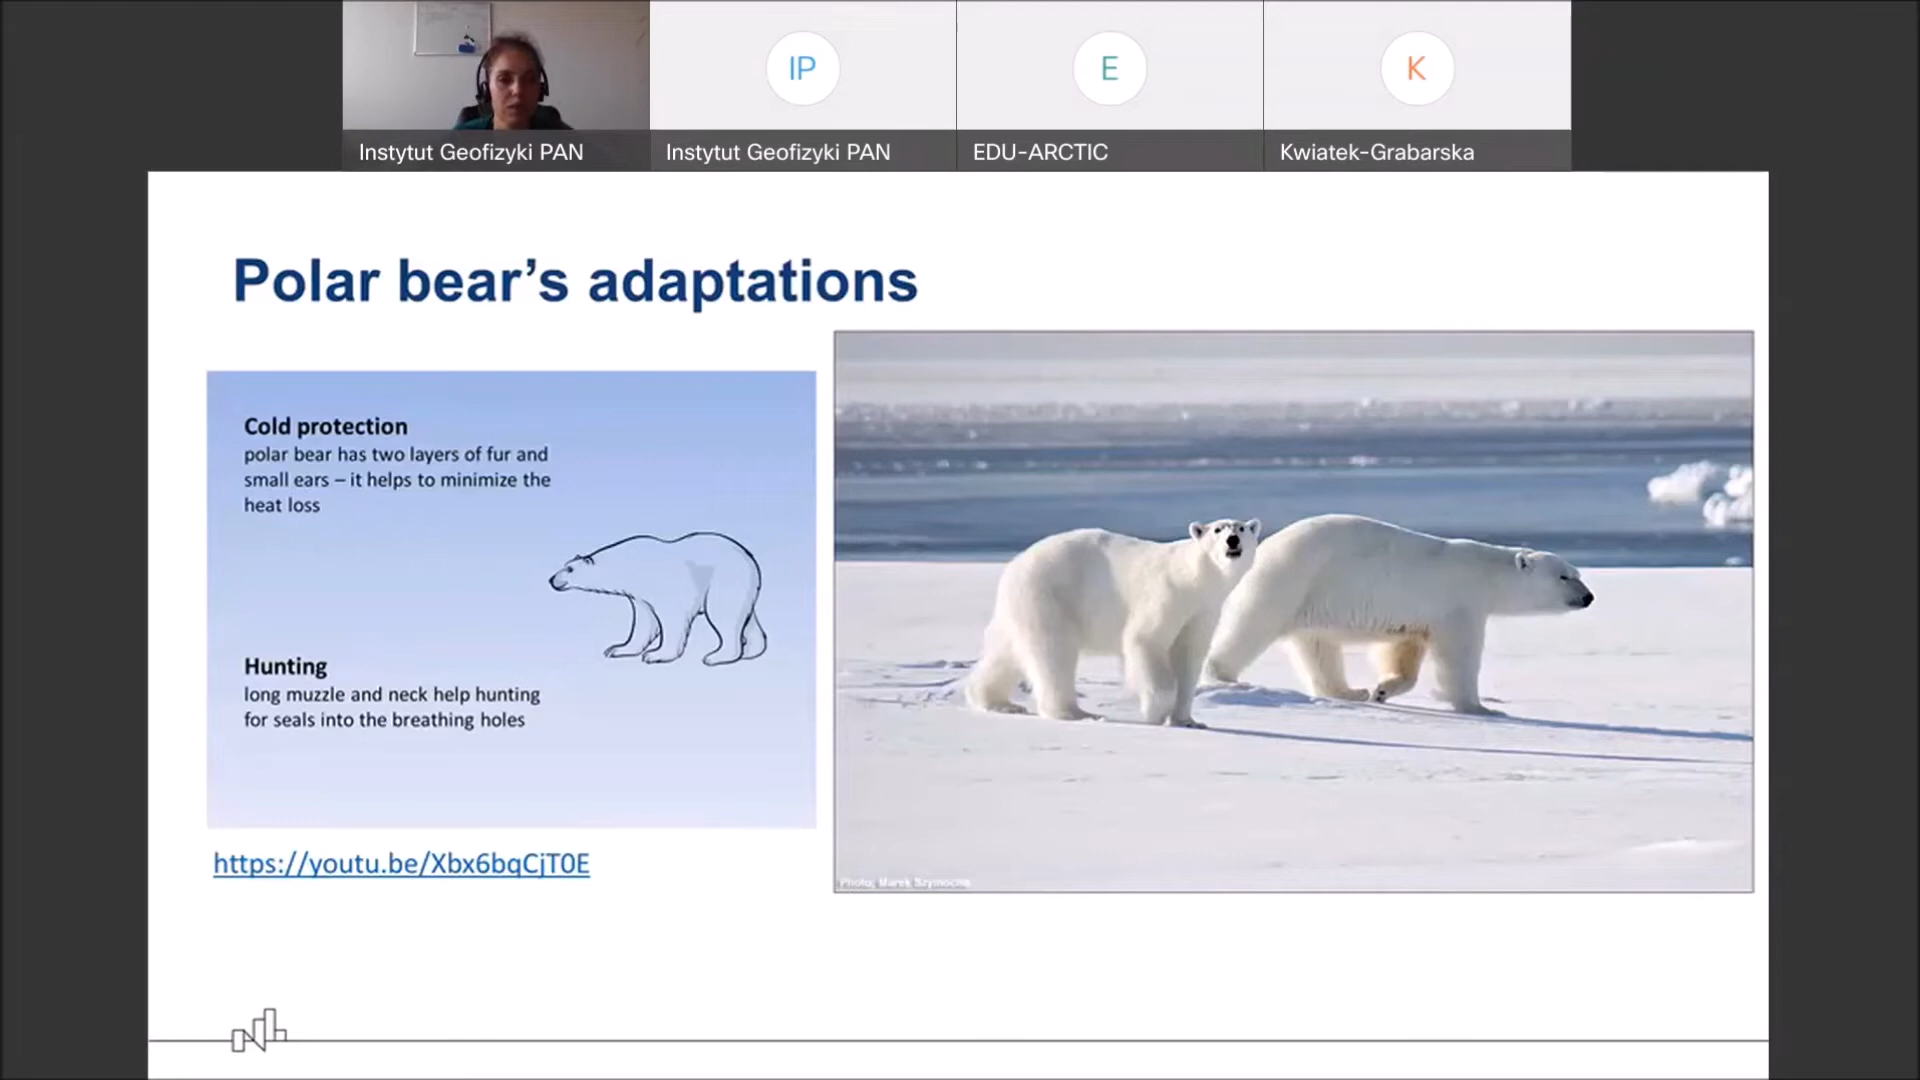 IP
E
K
Instytut Geofizyki PAN
Instytut Geofizyki PAN
EDU-ARCTIC
Kwiatek-Grabarska
Polar bear’s adaptations
Cold protection
polar bear has two layers of fur and
small ears – it helps to minimize the
heat loss
Hunting
long muzzle and neck help hunting
for seals into the breathing holes
https://youtu.be/Xbx6bqCjT0E
Photo: Marek